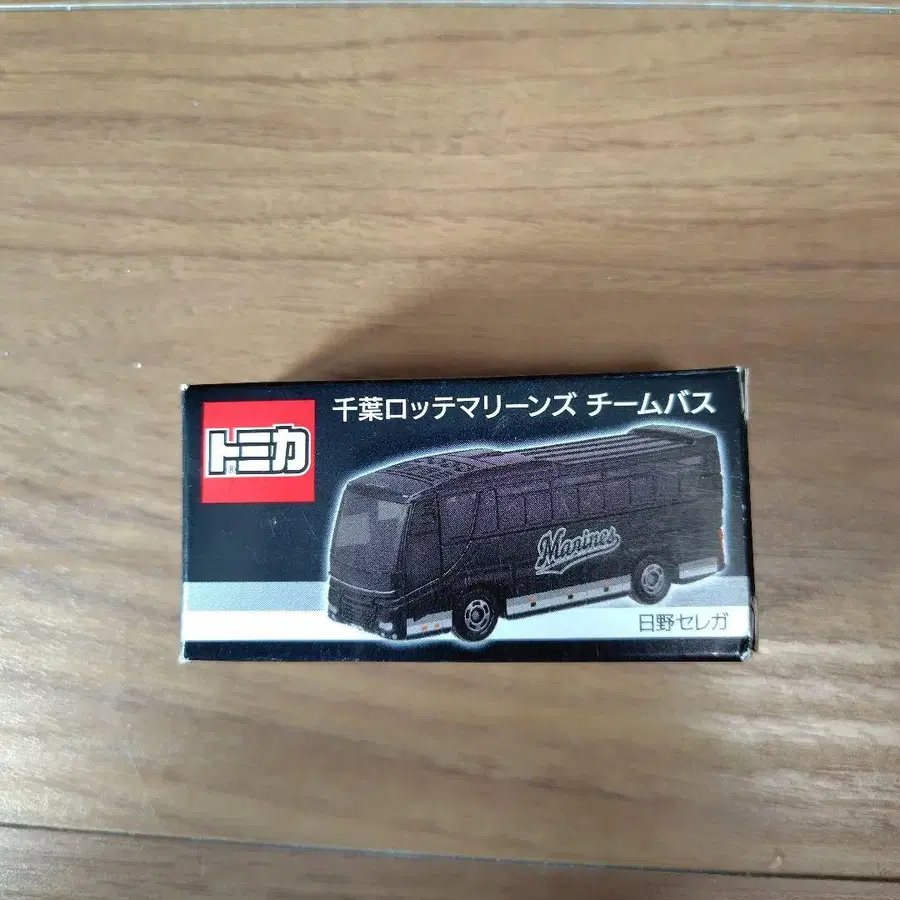 千葉ロッテマリーンズ チームバス
トミカ
®
Marines
日野セレガ